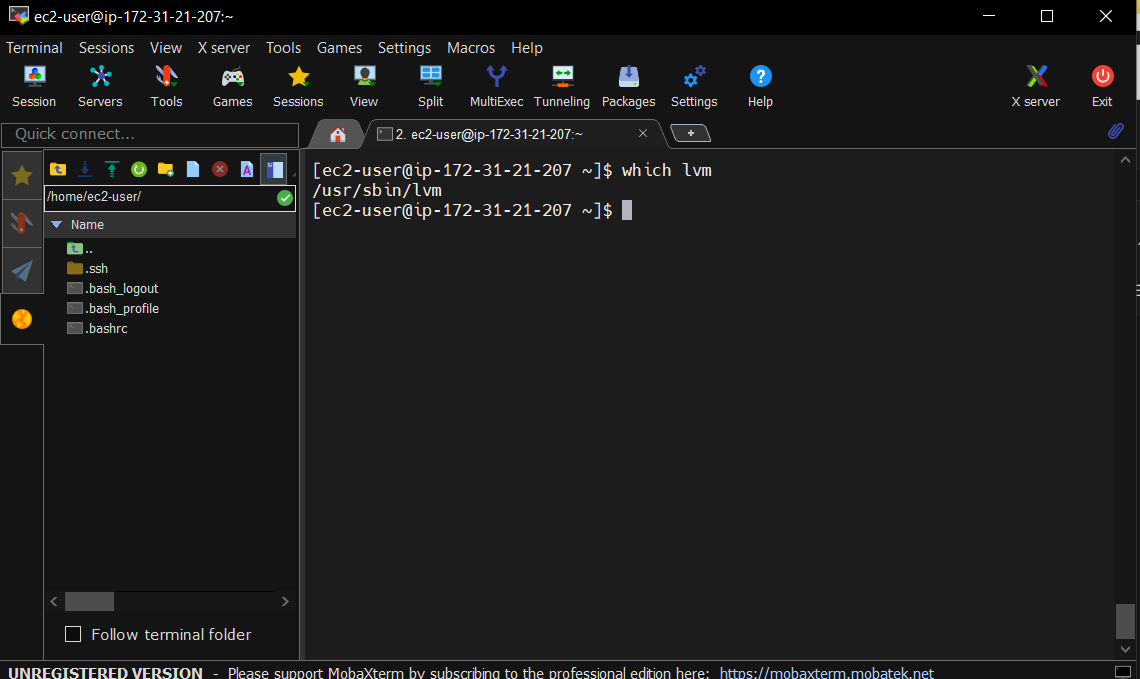 ec2-user@ip-172-31-21-207:~
Terminal Sessions View X server Tools Games Settings Macros Help
Session Servers Tools Games Sessions View Split MultiExec Tunneling Packages Settings Help X server Exit
Quick connect...
2. ec2-user@ip-172-31-21-207:~
/home/ec2-user/
Name
..
.ssh
.bash_logout
.bash_profile
.bashrc
Follow terminal folder
[ec2-user@ip-172-31-21-207 ~]$ which lvm
/usr/sbin/lvm
[ec2-user@ip-172-31-21-207 ~]$
UNREGISTERED VERSION - Please support MobaXterm by subscribing to the professional edition here: https://mobaxterm.mobatek.net